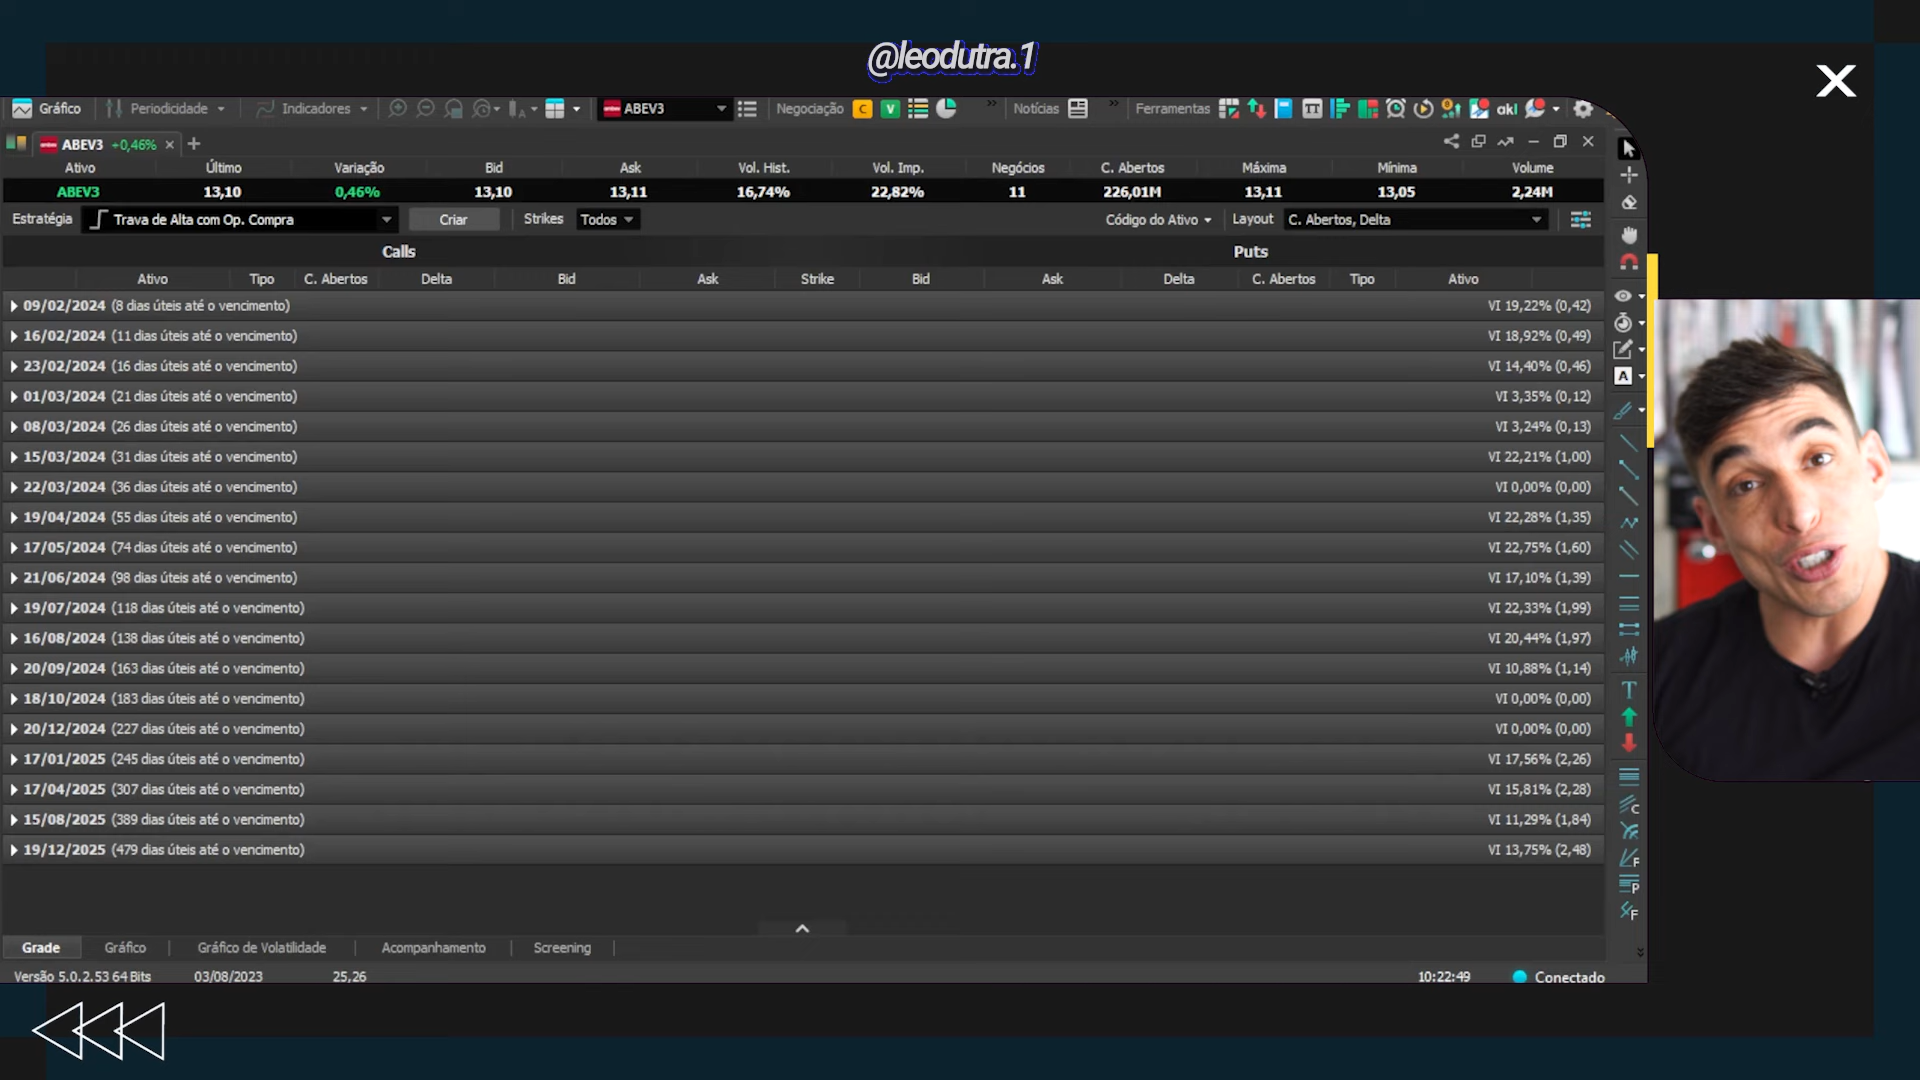 @leodutra.1
Gráfico Periodicidade Indicadores ABEV3 Negociação C V Notícias Ferramentas akl
ABEV3 +0,46%
Ativo Último Variação Bid Ask Vol. Hist. Vol. Imp. Negócios C. Abertos Máxima Mínima Volume
ABEV3 13,10 0,46% 13,10 13,11 16,74% 22,82% 11 226,01M 13,11 13,05 2,24M
Estratégia Trava de Alta com Op. Compra Criar Strikes Todos Código do Ativo Layout C. Abertos, Delta
Calls Puts
Ativo Tipo C. Abertos Delta Bid Ask Strike Bid Ask Delta C. Abertos Tipo Ativo
09/02/2024 (8 dias úteis até o vencimento) VI 19,22% (0,42)
16/02/2024 (11 dias úteis até o vencimento) VI 18,92% (0,49)
23/02/2024 (16 dias úteis até o vencimento) VI 14,40% (0,46)
01/03/2024 (21 dias úteis até o vencimento) VI 3,35% (0,12)
08/03/2024 (26 dias úteis até o vencimento) VI 3,24% (0,13)
15/03/2024 (31 dias úteis até o vencimento) VI 22,21% (1,00)
22/03/2024 (36 dias úteis até o vencimento) VI 0,00% (0,00)
19/04/2024 (55 dias úteis até o vencimento) VI 22,28% (1,35)
17/05/2024 (74 dias úteis até o vencimento) VI 22,75% (1,60)
21/06/2024 (98 dias úteis até o vencimento) VI 17,10% (1,39)
19/07/2024 (118 dias úteis até o vencimento) VI 22,33% (1,99)
16/08/2024 (138 dias úteis até o vencimento) VI 20,44% (1,97)
20/09/2024 (163 dias úteis até o vencimento) VI 10,88% (1,14)
18/10/2024 (183 dias úteis até o vencimento) VI 0,00% (0,00)
20/12/2024 (227 dias úteis até o vencimento) VI 0,00% (0,00)
17/01/2025 (245 dias úteis até o vencimento) VI 17,56% (2,26)
17/04/2025 (307 dias úteis até o vencimento) VI 15,81% (2,28)
15/08/2025 (389 dias úteis até o vencimento) VI 11,29% (1,84)
19/12/2025 (479 dias úteis até o vencimento) VI 13,75% (2,48)
Grade Gráfico Gráfico de Volatilidade Acompanhamento Screening
Versão 5.0.2.53 64 Bits 03/08/2023 25,26 10:22:49 Conectado